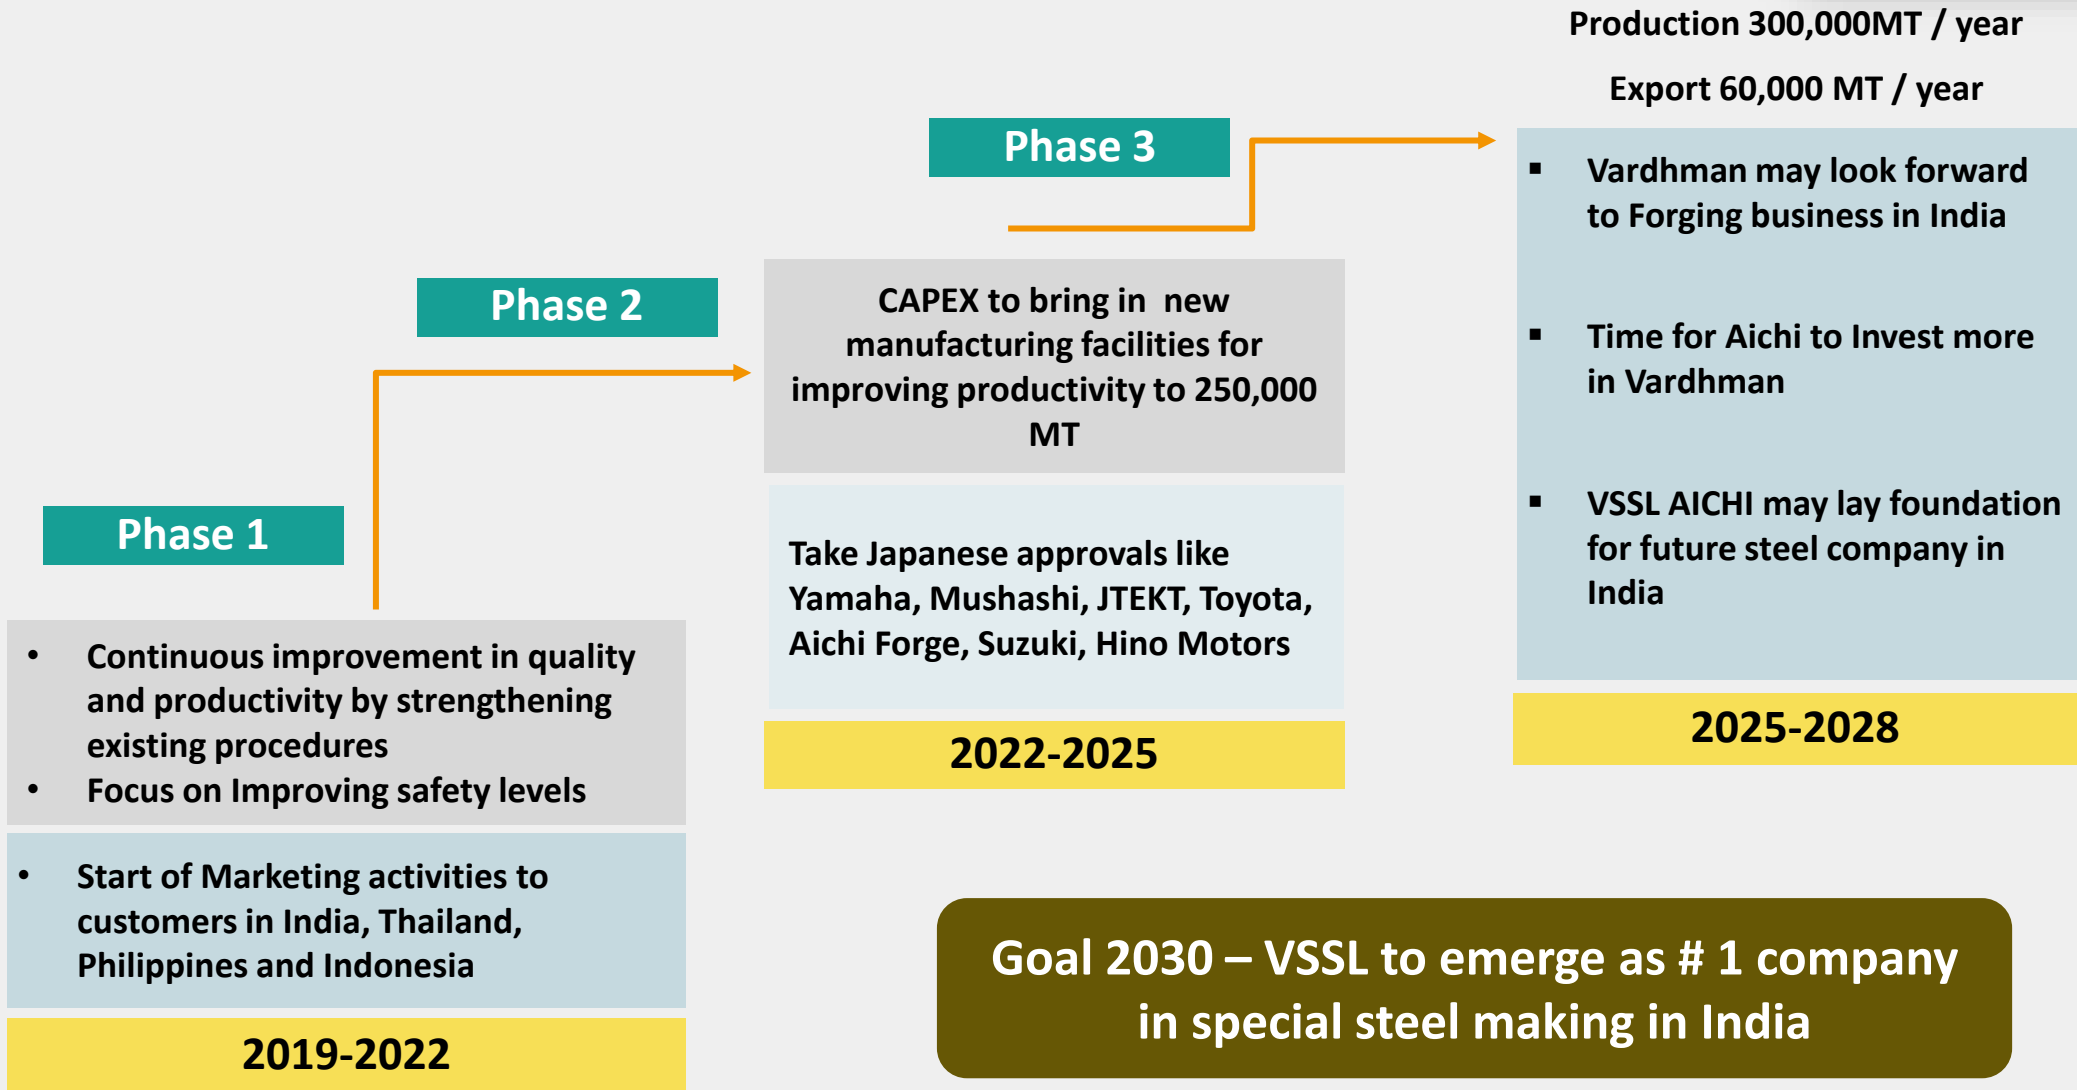 Phase 1
• Continuous improvement in quality
and productivity by strengthening
existing procedures
• Focus on Improving safety levels
• Start of Marketing activities to
customers in India, Thailand,
Philippines and Indonesia
2019-2022
Phase 2
CAPEX to bring in new
manufacturing facilities for
improving productivity to 250,000
MT
Take Japanese approvals like
Yamaha, Mushashi, JTEKT, Toyota,
Aichi Forge, Suzuki, Hino Motors
2022-2025
Phase 3
Production 300,000MT / year
Export 60,000 MT / year
▪ Vardhman may look forward
to Forging business in India
▪ Time for Aichi to Invest more
in Vardhman
▪ VSSL AICHI may lay foundation
for future steel company in
India
2025-2028
Goal 2030 – VSSL to emerge as # 1 company
in special steel making in India